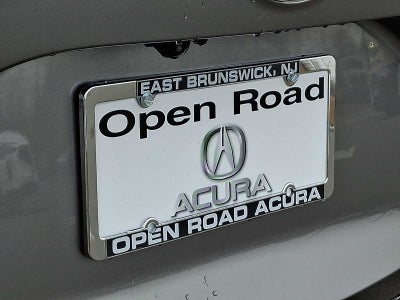 EAST BRUNSWICK, NJ
Open Road
ACURA
OPEN ROAD ACURA